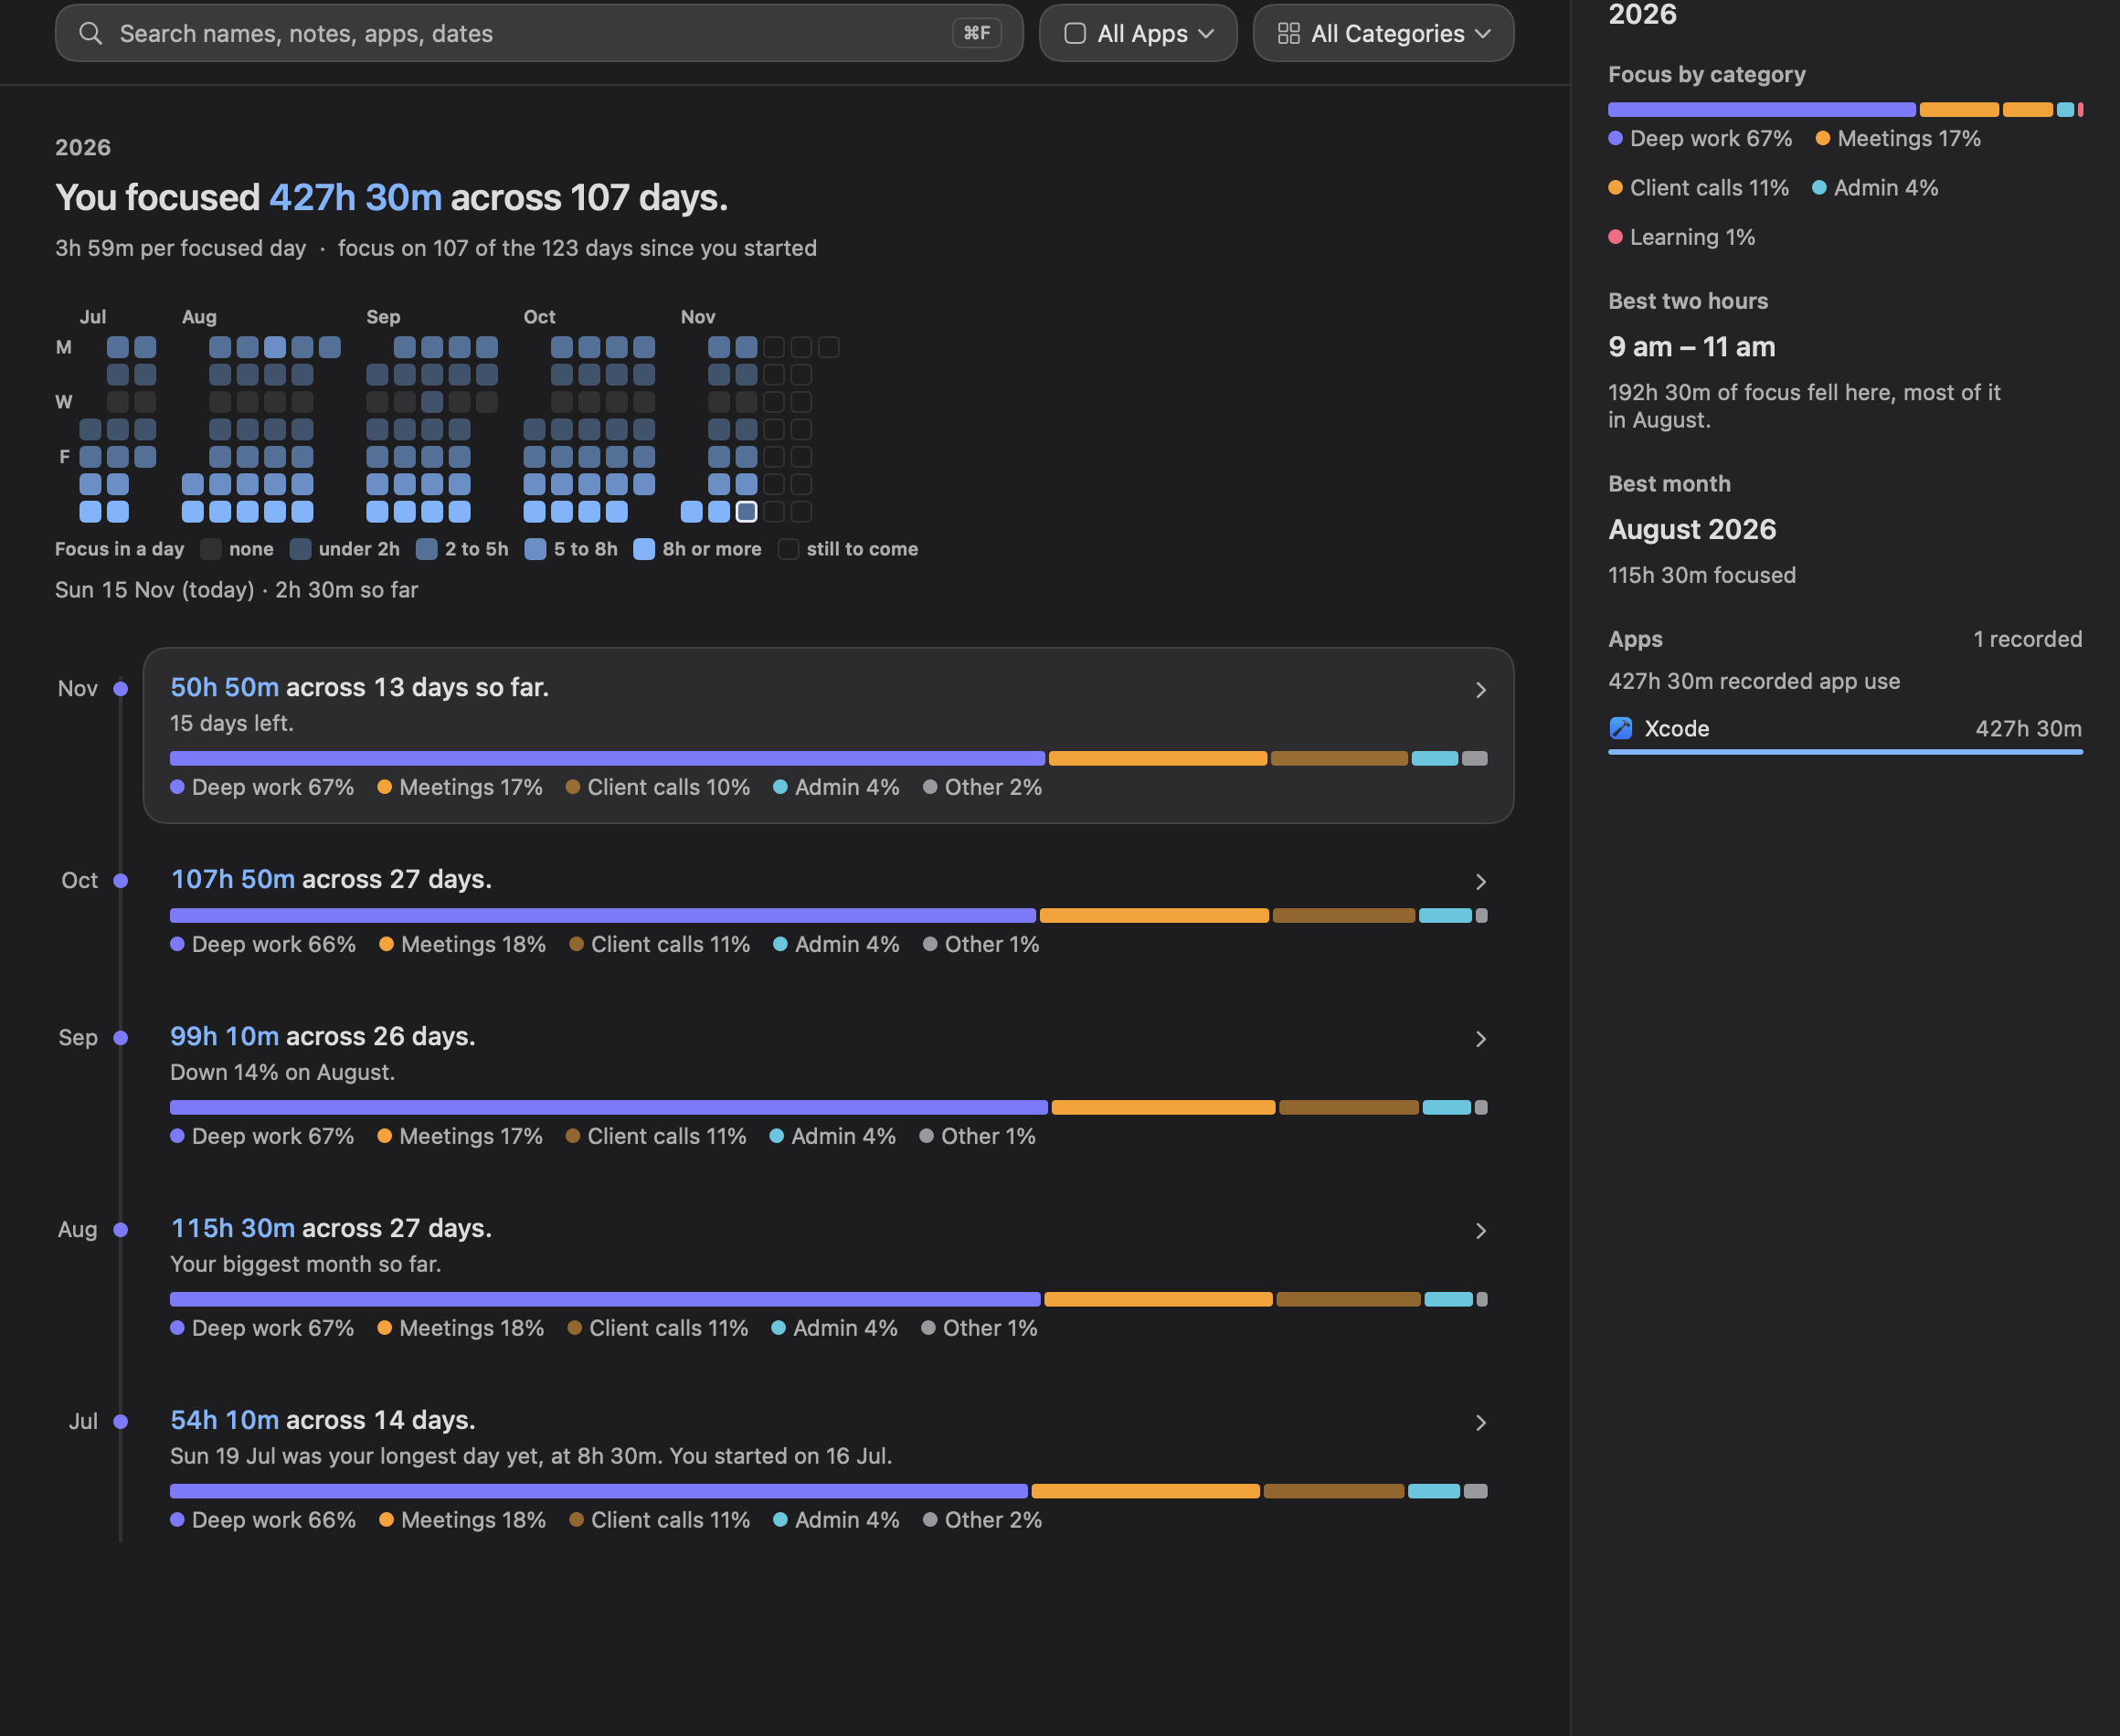 Search names, notes, apps, dates ⌘F All Apps All Categories
2026
You focused 427h 30m across 107 days.
3h 59m per focused day · focus on 107 of the 123 days since you started
Jul Aug Sep Oct Nov
M
W
F
Focus in a day none under 2h 2 to 5h 5 to 8h 8h or more still to come
Sun 15 Nov (today) · 2h 30m so far
Nov 50h 50m across 13 days so far.
15 days left.
Deep work 67% Meetings 17% Client calls 10% Admin 4% Other 2%
Oct 107h 50m across 27 days.
Deep work 66% Meetings 18% Client calls 11% Admin 4% Other 1%
Sep 99h 10m across 26 days.
Down 14% on August.
Deep work 67% Meetings 17% Client calls 11% Admin 4% Other 1%
Aug 115h 30m across 27 days.
Your biggest month so far.
Deep work 67% Meetings 18% Client calls 11% Admin 4% Other 1%
Jul 54h 10m across 14 days.
Sun 19 Jul was your longest day yet, at 8h 30m. You started on 16 Jul.
Deep work 66% Meetings 18% Client calls 11% Admin 4% Other 2%
2026
Focus by category
Deep work 67% Meetings 17%
Client calls 11% Admin 4%
Learning 1%
Best two hours
9 am – 11 am
192h 30m of focus fell here, most of it
in August.
Best month
August 2026
115h 30m focused
Apps 1 recorded
427h 30m recorded app use
Xcode 427h 30m